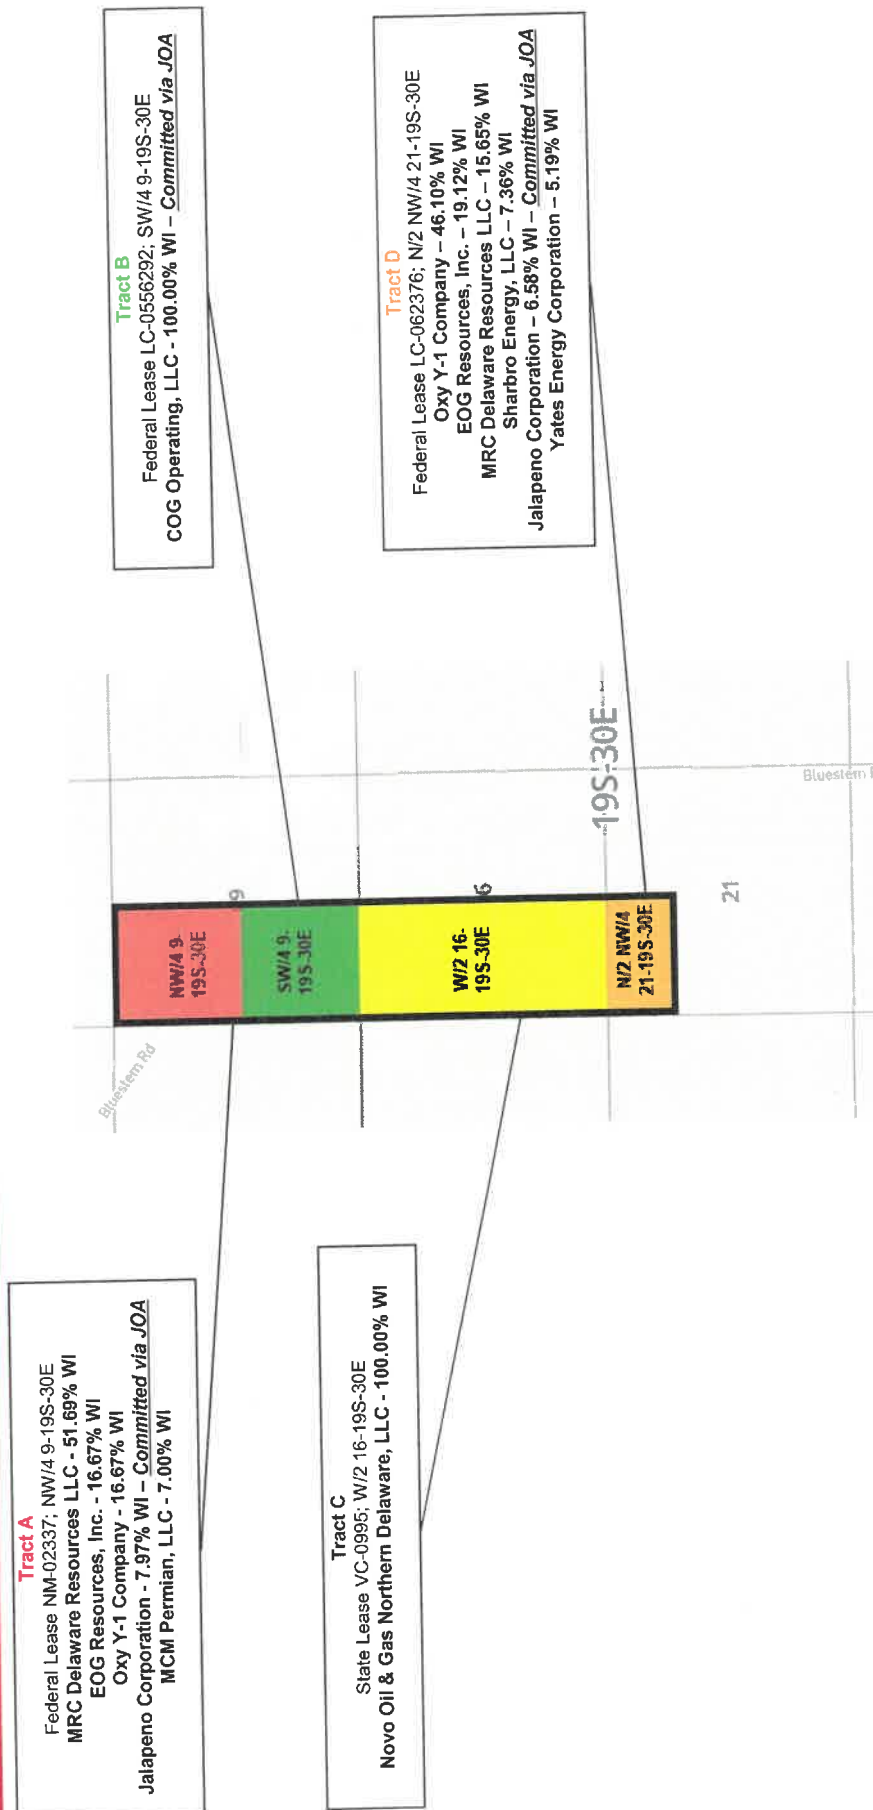 Tract A
Federal Lease NM-02337; NW/4 9-19S-30E
MRC Delaware Resources LLC - 51.69% WI
EOG Resources, Inc. - 16.67% WI
Oxy Y-1 Company - 16.67% WI
Jalapeno Corporation - 7.97% WI – Committed via JOA
MCM Permian, LLC - 7.00% WI
Tract B
Federal Lease LC-0556292; SW/4 9-19S-30E
COG Operating, LLC - 100.00% WI – Committed via JOA
Tract C
State Lease VC-0995; W/2 16-19S-30E
Novo Oil & Gas Northern Delaware, LLC - 100.00% WI
Tract D
Federal Lease LC-062376; N/2 NW/4 21-19S-30E
Oxy Y-1 Company – 46.10% WI
EOG Resources, Inc. – 19.12% WI
MRC Delaware Resources LLC – 15.65% WI
Sharbro Energy, LLC – 7.36% WI
Jalapeno Corporation – 6.58% WI – Committed via JOA
Yates Energy Corporation – 5.19% WI
Bluestem Rd
NW/4 9-
19S-30E
9
SW/4 9-
19S-30E
W/2 16-
19S-30E
6
19S-30E
N/2 NW/4
21-19S-30E
21
Bluestem